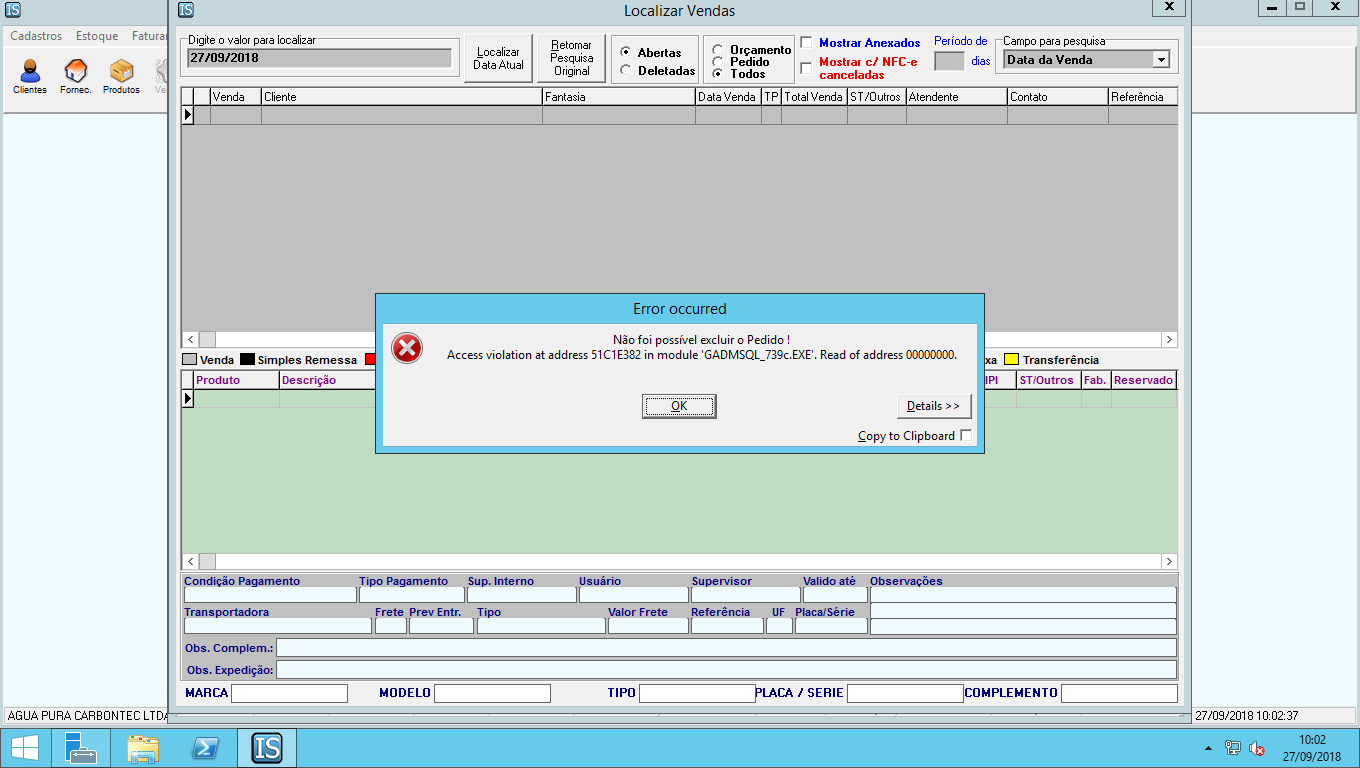 IS
IS
Localizar Vendas
x
x
Cadastros Estoque Fatura
Clientes Fornec. Produtos
Digite o valor para localizar
27/09/2018
Localizar
Data Atual
Retomar
Pesquisa
Original
Abertas
Deletadas
Orçamento
Pedido
Todos
Mostrar Anexados
Mostrar c/ NFC-e
canceladas
Período de
dias
Campo para pesquisa
Data da Venda
Venda Cliente Fantasia Data Venda TP Total Venda ST/Outros Atendente Contato Referência
Error occurred
Não foi possível excluir o Pedido !
Access violation at address 51C1E382 in module 'GADMSQL_739c.EXE'. Read of address 00000000.
OK
Details >>
Copy to Clipboard
Venda Simples Remessa xa Transferência
Produto Descrição IPI ST/Outros Fab. Reservado
Condição Pagamento Tipo Pagamento Sup. Interno Usuário Supervisor Valido até Observações
Transportadora Frete Prev Entr. Tipo Valor Frete Referência UF Placa/Série
Obs. Complem.:
Obs. Expedição:
MARCA MODELO TIPO PLACA / SERIE COMPLEMENTO
AGUA PURA CARBONTEC LTDA 27/09/2018 10:02:37
IS
10:02
27/09/2018